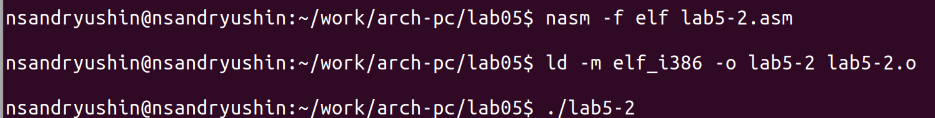 nsandryushin@nsandryushin:~/work/arch-pc/lab05$ nasm -f elf lab5-2.asm
nsandryushin@nsandryushin:~/work/arch-pc/lab05$ ld -m elf_i386 -o lab5-2 lab5-2.o
nsandryushin@nsandryushin:~/work/arch-pc/lab05$ ./lab5-2